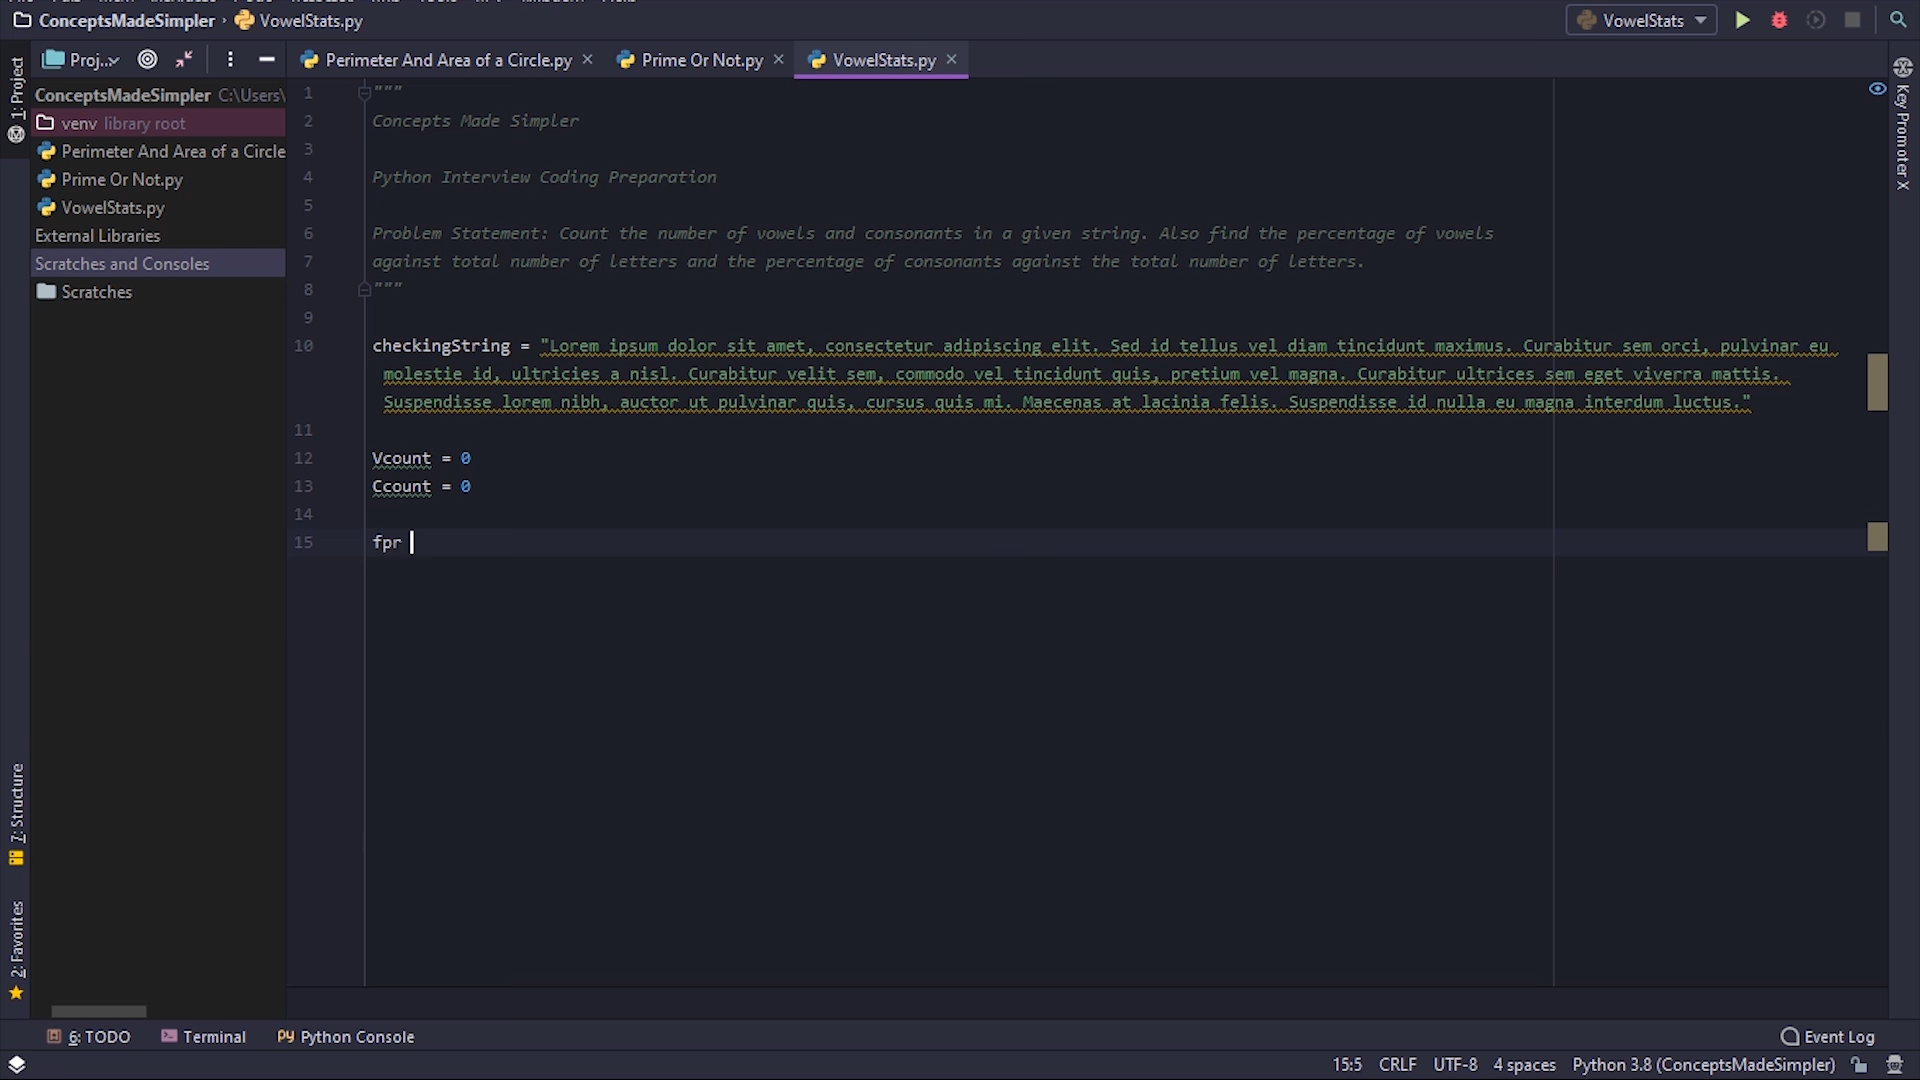 ConceptsMadeSimpler › VowelStats.py
VowelStats
Proj..
Perimeter And Area of a Circle.py
Prime Or Not.py
VowelStats.py
1: Project
ConceptsMadeSimpler C:\Users\
venv library root
Perimeter And Area of a Circle
Prime Or Not.py
VowelStats.py
External Libraries
Scratches and Consoles
Scratches
1 """
2 Concepts Made Simpler
3
4 Python Interview Coding Preparation
5
6 Problem Statement: Count the number of vowels and consonants in a given string. Also find the percentage of vowels
7 against total number of letters and the percentage of consonants against the total number of letters.
8 """
9
10 checkingString = "Lorem ipsum dolor sit amet, consectetur adipiscing elit. Sed id tellus vel diam tincidunt maximus. Curabitur sem orci, pulvinar eu
molestie id, ultricies a nisl. Curabitur velit sem, commodo vel tincidunt quis, pretium vel magna. Curabitur ultrices sem eget viverra mattis.
Suspendisse lorem nibh, auctor ut pulvinar quis, cursus quis mi. Maecenas at lacinia felis. Suspendisse id nulla eu magna interdum luctus."
11
12 Vcount = 0
13 Ccount = 0
14
15 fpr
Key Promoter X
7: Structure
2: Favorites
6: TODO
Terminal
Python Console
Event Log
15:5 CRLF UTF-8 4 spaces Python 3.8 (ConceptsMadeSimpler)